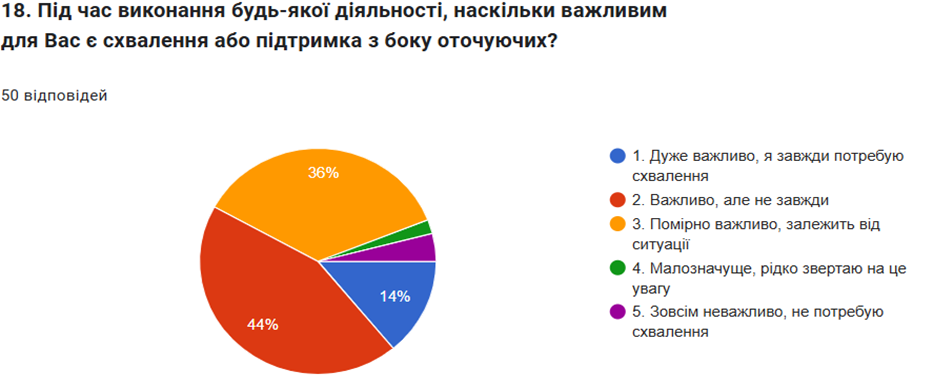 18. Під час виконання будь-якої діяльності, наскільки важливим
для Вас є схвалення або підтримка з боку оточуючих?
50 відповідей
36%
14%
44%
1. Дуже важливо, я завжди потребую
схвалення
2. Важливо, але не завжди
3. Помірно важливо, залежить від
ситуації
4. Малозначуще, рідко звертаю на це
увагу
5. Зовсім неважливо, не потребую
схвалення